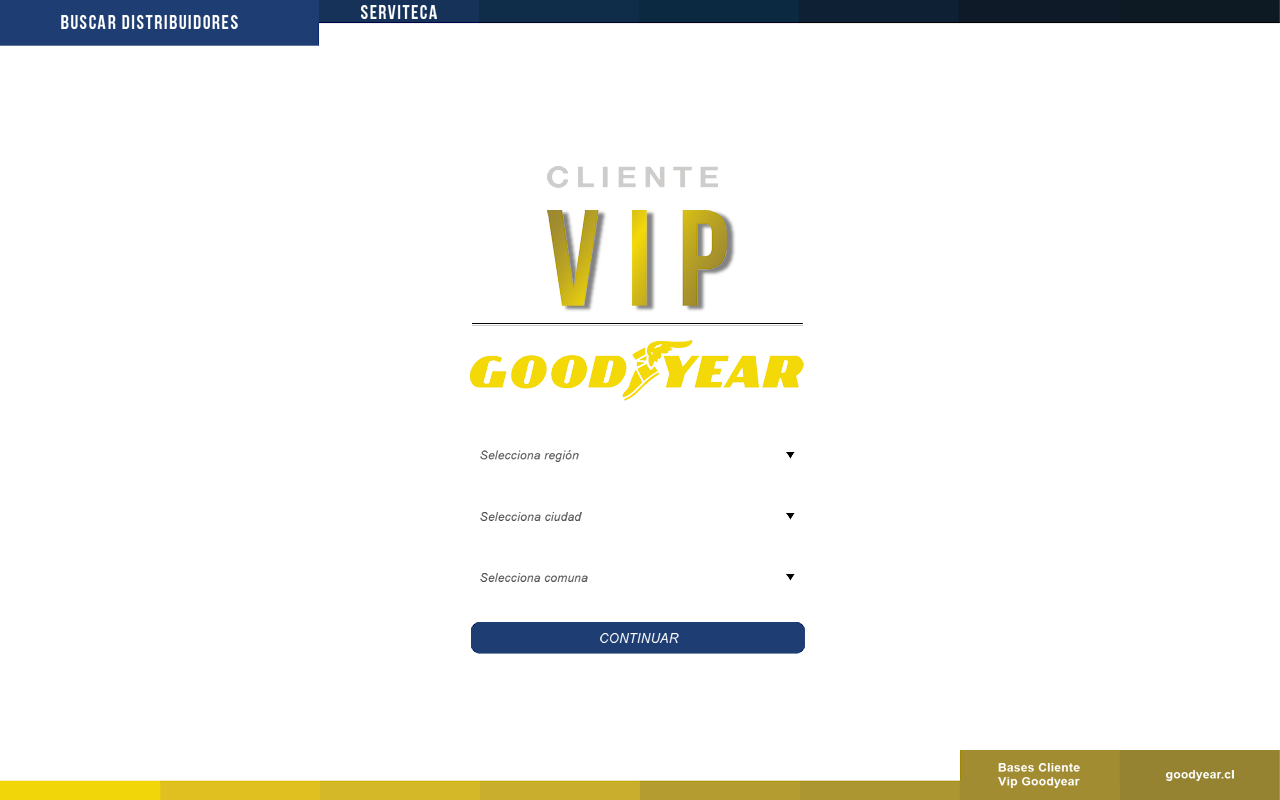 BUSCAR DISTRIBUIDORES
SERVITECA
CLIENTE
VIP
GOODYEAR
Selecciona región
Selecciona ciudad
Selecciona comuna
CONTINUAR
Bases Cliente
Vip Goodyear
goodyear.cl